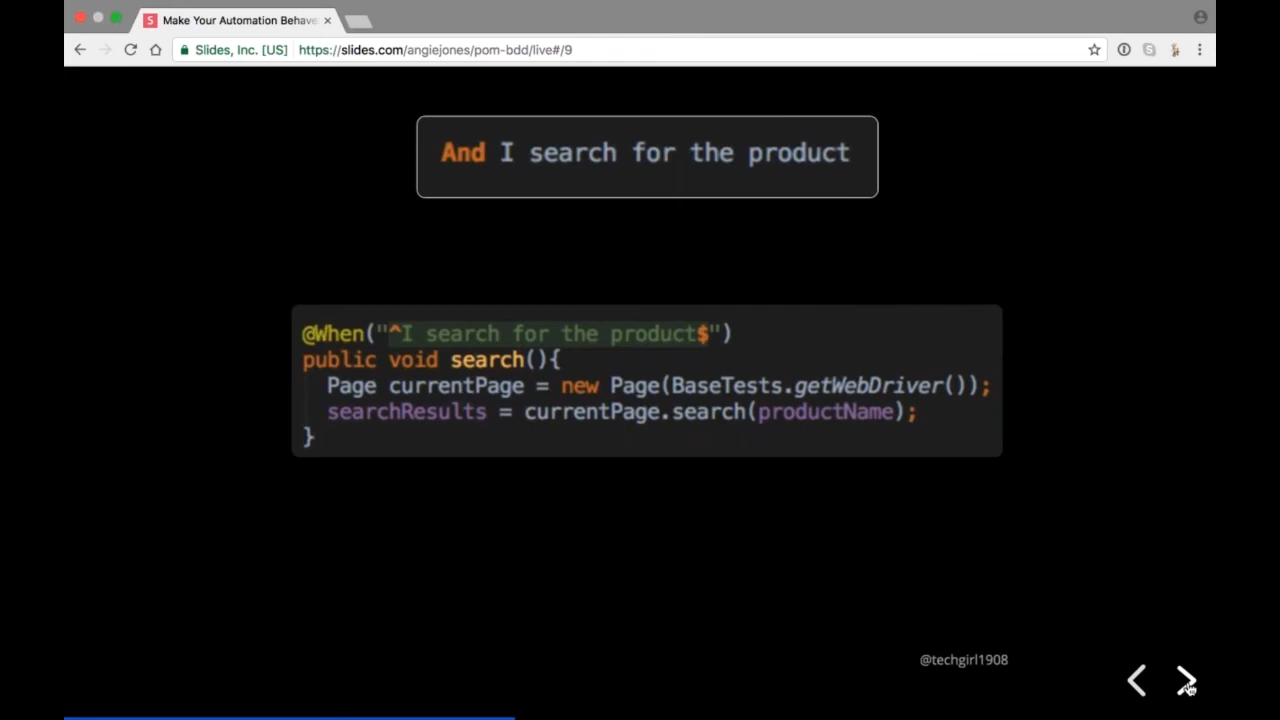 Make Your Automation Behave
Slides, Inc. [US] https://slides.com/angiejones/pom-bdd/live#/9
And I search for the product
@When("^I search for the product$")
public void search(){
Page currentPage = new Page(BaseTests.getWebDriver());
searchResults = currentPage.search(productName);
}
@techgirl1908